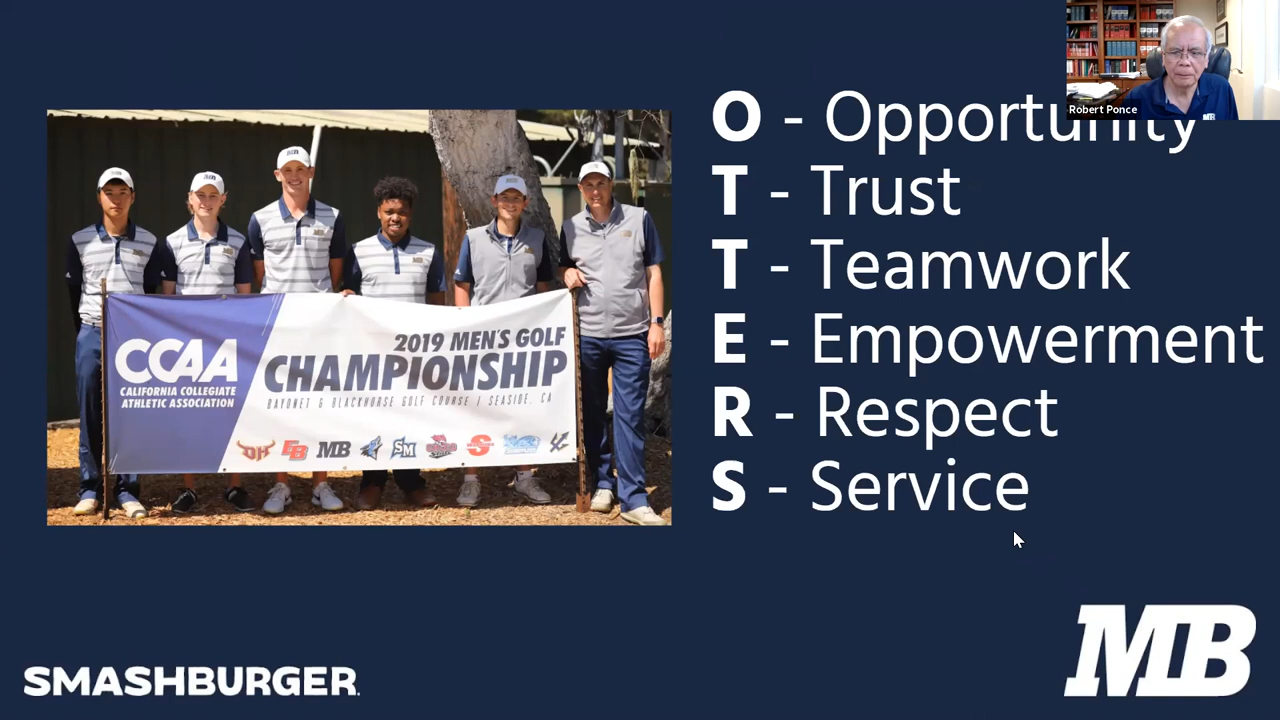 Robert Ponce
O - Opportunity
T - Trust
T - Teamwork
E - Empowerment
R - Respect
S - Service
2019 MEN'S GOLF
CHAMPIONSHIP
BAYONET & BLACKHORSE GOLF COURSE | SEASIDE, CA
CCAA
CALIFORNIA COLLEGIATE
ATHLETIC ASSOCIATION
EB
MB
SM
S
SMASHBURGER.
MB